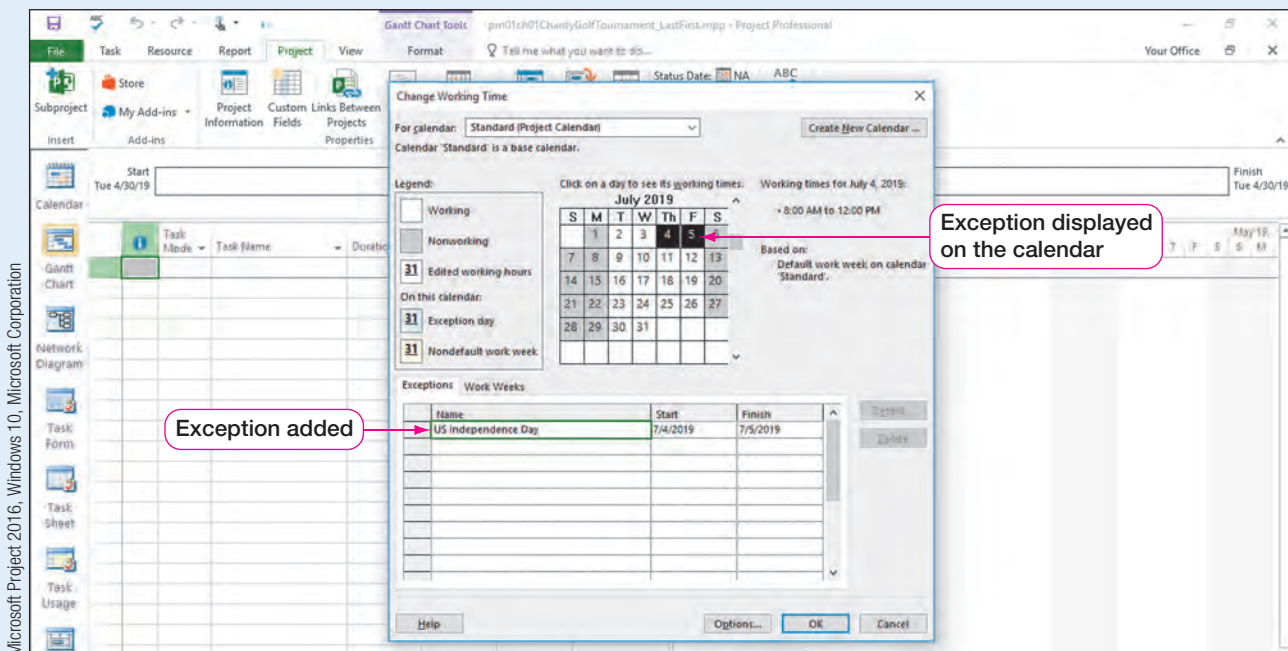 Gantt Chart Tools
pm01ch01CharityGolfTournament_LastFirst.mpp - Project Professional
File Task Resource Report Project View Format Tell me what you want to do...
Your Office
Subproject
Store
My Add-ins
Project Information
Custom Fields
Links Between Projects
Status Date: NA
ABC
Insert
Add-ins
Properties
Start
Tue 4/30/19
Finish
Tue 4/30/19
Calendar
Gantt Chart
Network Diagram
Task Form
Task Sheet
Task Usage
Task Mode
Task Name
Duratio
May '19,
T F S S M
Change Working Time
For calendar: Standard (Project Calendar)
Create New Calendar ...
Calendar 'Standard' is a base calendar.
Legend:
Working
Nonworking
31 Edited working hours
On this calendar:
31 Exception day
31 Nondefault work week
Click on a day to see its working times:
July 2019
S M T W Th F S
1 2 3 4 5 6
7 8 9 10 11 12 13
14 15 16 17 18 19 20
21 22 23 24 25 26 27
28 29 30 31
Working times for July 4, 2019:
• 8:00 AM to 12:00 PM
Based on:
Default work week on calendar
'Standard'.
Exception displayed
on the calendar
Exceptions Work Weeks
Name Start Finish
US Independence Day 7/4/2019 7/5/2019
Details...
Delete
Exception added
Help
Options...
OK
Cancel
Microsoft Project 2016, Windows 10, Microsoft Corporation